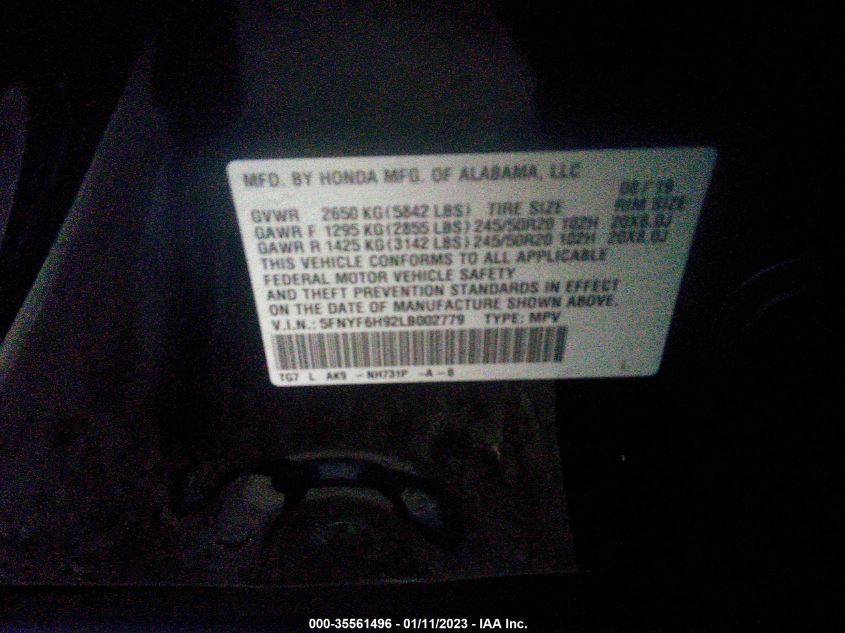 MFD. BY HONDA MFG. OF ALABAMA, LLC 08/19
GVWR 2650 KG(5842 LBS) TIRE SIZE RIM SIZE
GAWR F 1295 KG(2855 LBS) 245/50R20 102H 20X8.0J
GAWR R 1425 KG(3142 LBS) 245/50R20 102H 20X8.0J
THIS VEHICLE CONFORMS TO ALL APPLICABLE
FEDERAL MOTOR VEHICLE SAFETY
AND THEFT PREVENTION STANDARDS IN EFFECT
ON THE DATE OF MANUFACTURE SHOWN ABOVE.
V.I.N.: 5FNYF6H92LB002779 TYPE: MPV
TG7 L AK9 -NH731P -A-B
000-35561496 - 01/11/2023 - IAA Inc.